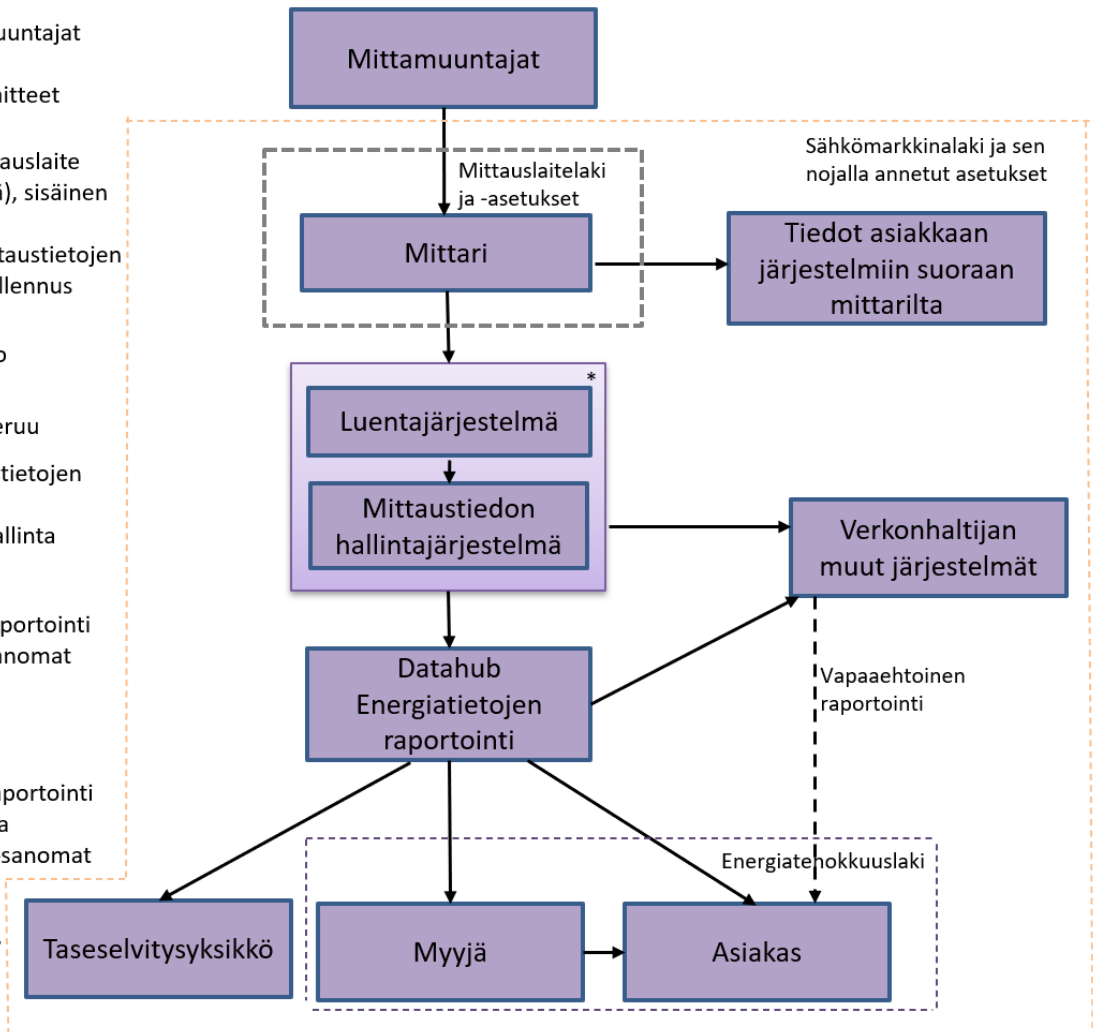 uuntajat
itteet
auslaite
i), sisäinen
taustietojen
llennus
o
eruu
tietojen
allinta
portointi
anomat
portointi
a
sanomat
Mittamuuntajat
Sähkömarkkinalaki ja sen
nojalla annetut asetukset
Mittauslaitelaki
ja -asetukset
Mittari
Tiedot asiakkaan
järjestelmiin suoraan
mittarilta
*
Luentajärjestelmä
Mittaustiedon
hallintajärjestelmä
Verkonhaltijan
muut järjestelmät
Datahub
Energiatietojen
raportointi
Vapaaehtoinen
raportointi
Energiatehokkuuslaki
Taseselvitysyksikkö
Myyjä
Asiakas